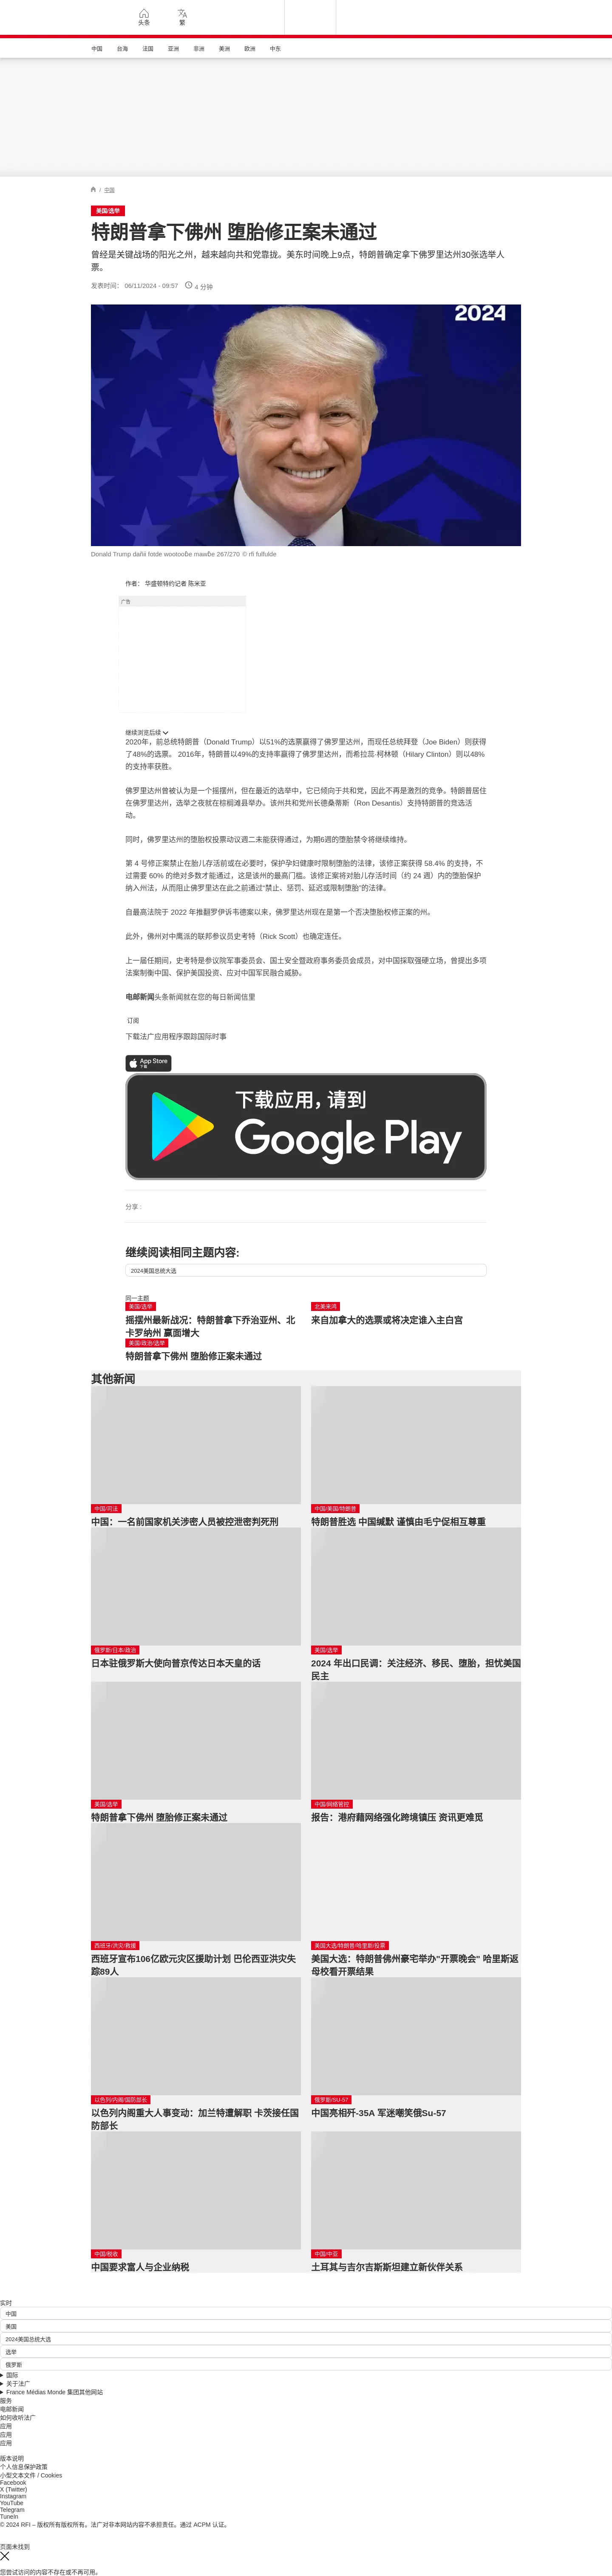 头条
繁
中国
台海
法国
亚洲
非洲
美洲
欧洲
中东
/ 中国
美国/选举
特朗普拿下佛州 堕胎修正案未通过
曾经是关键战场的阳光之州，越来越向共和党靠拢。美东时间晚上9点，特朗普确定拿下佛罗里达州30张选举人
票。
发表时间： 06/11/2024 - 09:57
4 分钟
2024
Donald Trump dañii fotde wootooɓe mawɓe 267/270 © rfi fulfulde
作者： 华盛顿特约记者 陈米亚
广告
继续浏览后续
2020年，前总统特朗普（Donald Trump）以51%的选票赢得了佛罗里达州，而现任总统拜登（Joe Biden）则获得
了48%的选票。 2016年，特朗普以49%的支持率赢得了佛罗里达州，而希拉蕊·柯林顿（Hilary Clinton）则以48%
的支持率获胜。
佛罗里达州曾被认为是一个摇摆州，但在最近的选举中，它已倾向于共和党，因此不再是激烈的竞争。特朗普居住
在佛罗里达州，选举之夜就在棕榈滩县举办。该州共和党州长德桑蒂斯（Ron Desantis）支持特朗普的竞选活
动。
同时，佛罗里达州的堕胎权投票动议週二未能获得通过，为期6週的堕胎禁令将继续维持。
第 4 号修正案禁止在胎儿存活前或在必要时，保护孕妇健康时限制堕胎的法律，该修正案获得 58.4% 的支持，不
过需要 60% 的绝对多数才能通过，这是该州的最高门槛。该修正案将对胎儿存活时间（约 24 週）内的堕胎保护
纳入州法，从而阻止佛罗里达在此之前通过"禁止、惩罚、延迟或限制堕胎"的法律。
自最高法院于 2022 年推翻罗伊诉韦德案以来，佛罗里达州现在是第一个否决堕胎权修正案的州。
此外，佛州对中鹰派的联邦参议员史考特（Rick Scott）也确定连任。
上一届任期间，史考特是参议院军事委员会、国土安全暨政府事务委员会成员，对中国採取强硬立场，曾提出多项
法案制衡中国、保护美国投资、应对中国军民融合威胁。
电邮新闻头条新闻就在您的每日新闻信里
订阅
下载法广应用程序跟踪国际时事
App Store
下载
下载应用，请到
Google Play
分享 :
继续阅读相同主题内容:
2024美国总统大选
同一主题
美国/选举
摇摆州最新战况：特朗普拿下乔治亚州、北
卡罗纳州 赢面增大
北美来鸿
来自加拿大的选票或将决定谁入主白宫
美国/政治/选举
特朗普拿下佛州 堕胎修正案未通过
其他新闻
中国/司法
中国：一名前国家机关涉密人员被控泄密判死刑
中国/美国/特朗普
特朗普胜选 中国缄默 谨慎由毛宁促相互尊重
俄罗斯/日本/政治
日本驻俄罗斯大使向普京传达日本天皇的话
美国/选举
2024 年出口民调：关注经济、移民、堕胎，担忧美国
民主
美国/选举
特朗普拿下佛州 堕胎修正案未通过
中国/网络管控
报告：港府藉网络强化跨境镇压 资讯更难觅
西班牙/洪灾/救援
西班牙宣布106亿欧元灾区援助计划 巴伦西亚洪灾失
踪89人
美国大选/特朗普/哈里斯/投票
美国大选：特朗普佛州豪宅举办"开票晚会" 哈里斯返
母校看开票结果
以色列/内阁/国防部长
以色列内阁重大人事变动：加兰特遭解职 卡茨接任国
防部长
俄罗斯/SU-57
中国亮相歼-35A 军迷嘲笑俄Su-57
中国/税收
中国要求富人与企业纳税
中国/中亚
土耳其与吉尔吉斯斯坦建立新伙伴关系
实时
中国
美国
2024美国总统大选
选举
俄罗斯
国际
关于法广
France Médias Monde 集团其他网站
服务
电邮新闻
如何收听法广
应用
应用
应用
版本说明
个人信息保护政策
小型文本文件 / Cookies
Facebook
X (Twitter)
Instagram
YouTube
Telegram
TuneIn
© 2024 RFI – 版权所有版权所有。法广对非本网站内容不承担责任。通过 ACPM 认证。
页面未找到
您尝试访问的内容不存在或不再可用。